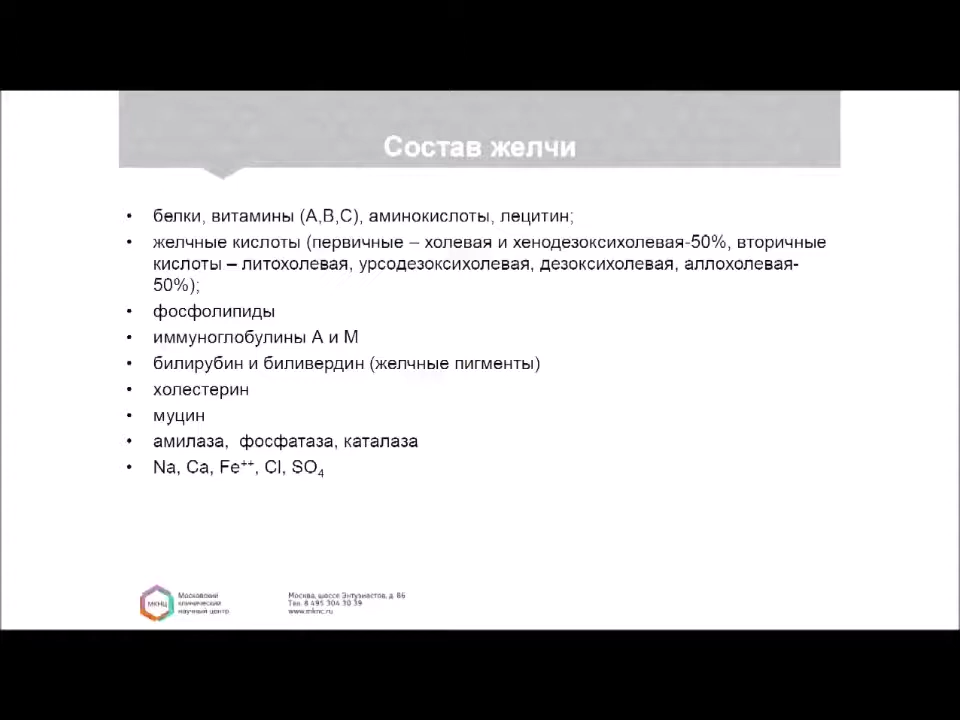 Состав желчи
• белки, витамины (А,В,С), аминокислоты, лецитин;
• желчные кислоты (первичные – холевая и хенодезоксихолевая-50%, вторичные
кислоты – литохолевая, урсодезоксихолевая, дезоксихолевая, аллохолевая-
50%);
• фосфолипиды
• иммуноглобулины А и М
• билирубин и биливердин (желчные пигменты)
• холестерин
• муцин
• амилаза, фосфатаза, каталаза
• Na, Ca, Fe⁺⁺, Cl, SO₄
МКНЦ
Московский
клинический
научный центр
Москва, шоссе Энтузиастов, д. 86
Тел. 8 495 304 30 39
www.mknc.ru